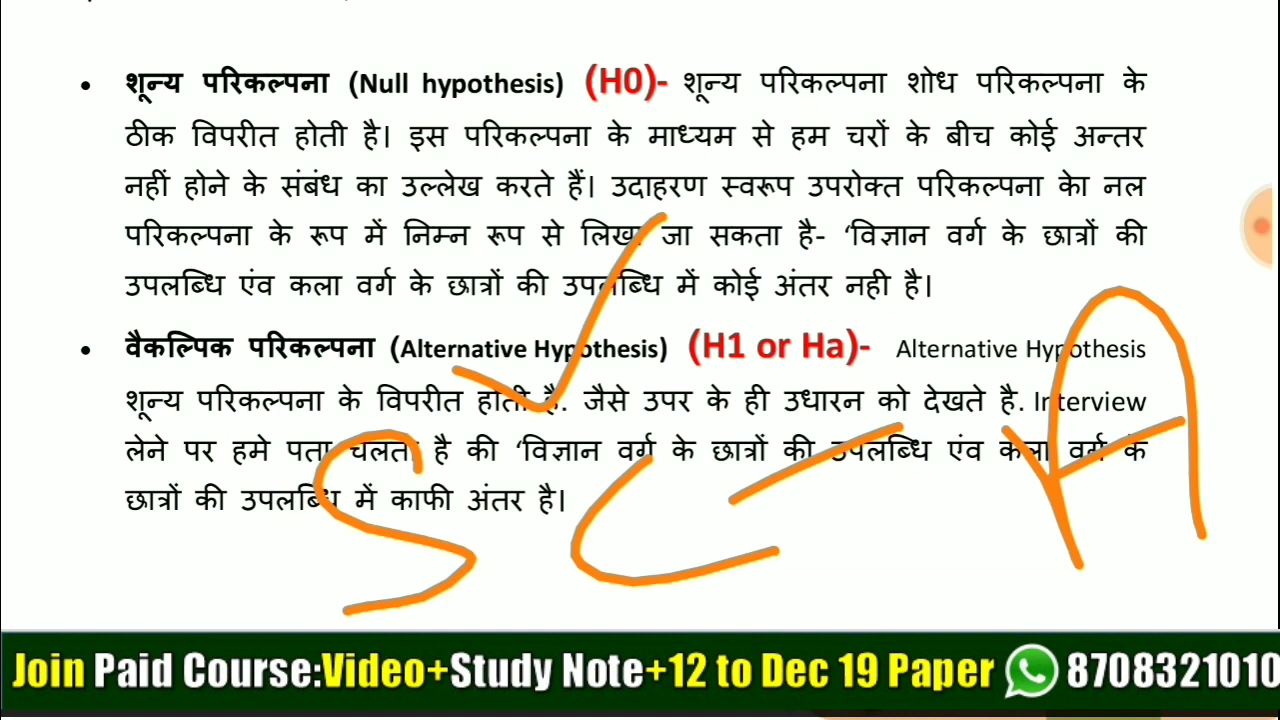 • शून्य परिकल्पना (Null hypothesis) (H0)- शून्य परिकल्पना शोध परिकल्पना के
ठीक विपरीत होती है। इस परिकल्पना के माध्यम से हम चरों के बीच कोई अन्तर
नहीं होने के संबंध का उल्लेख करते हैं। उदाहरण स्वरूप उपरोक्त परिकल्पना केा नल
परिकल्पना के रूप में निम्न रूप से लिखा जा सकता है- ‘विज्ञान वर्ग के छात्रों की
उपलब्धि एंव कला वर्ग के छात्रों की उपलब्धि में कोई अंतर नही है।
• वैकल्पिक परिकल्पना (Alternative Hypothesis) (H1 or Ha)- Alternative Hypothesis
शून्य परिकल्पना के विपरीत होती है. जैसे उपर के ही उधारन को देखते है. Interview
लेने पर हमे पता चलता है की ‘विज्ञान वर्ग के छात्रों की उपलब्धि एंव कला वर्ग के
छात्रों की उपलब्धि में काफी अंतर है।
S C - A
Join Paid Course:Video+Study Note+12 to Dec 19 Paper 8708321010